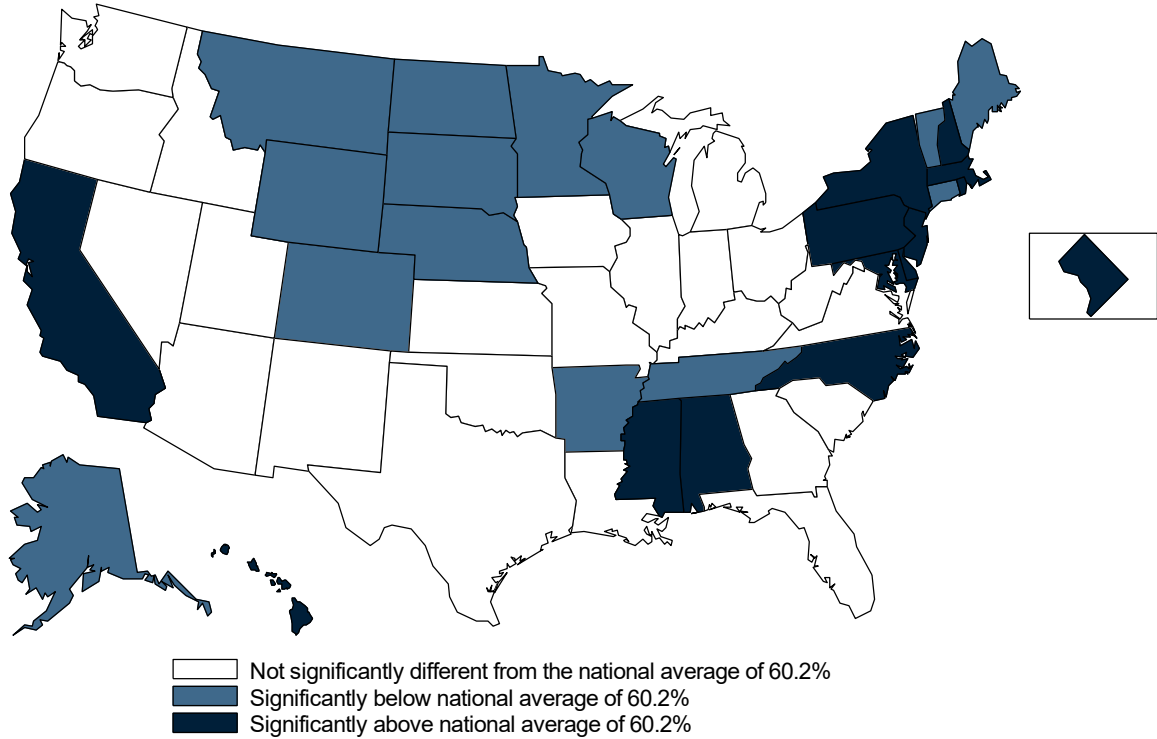 Not significantly different from the national average of 60.2%
Significantly below national average of 60.2%
Significantly above national average of 60.2%